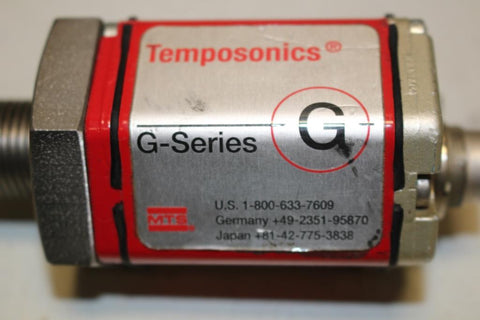 Temposonics®
G-Series
G
MTS
U.S. 1-800-633-7609
Germany +49-2351-95870
Japan +81-42-775-3838